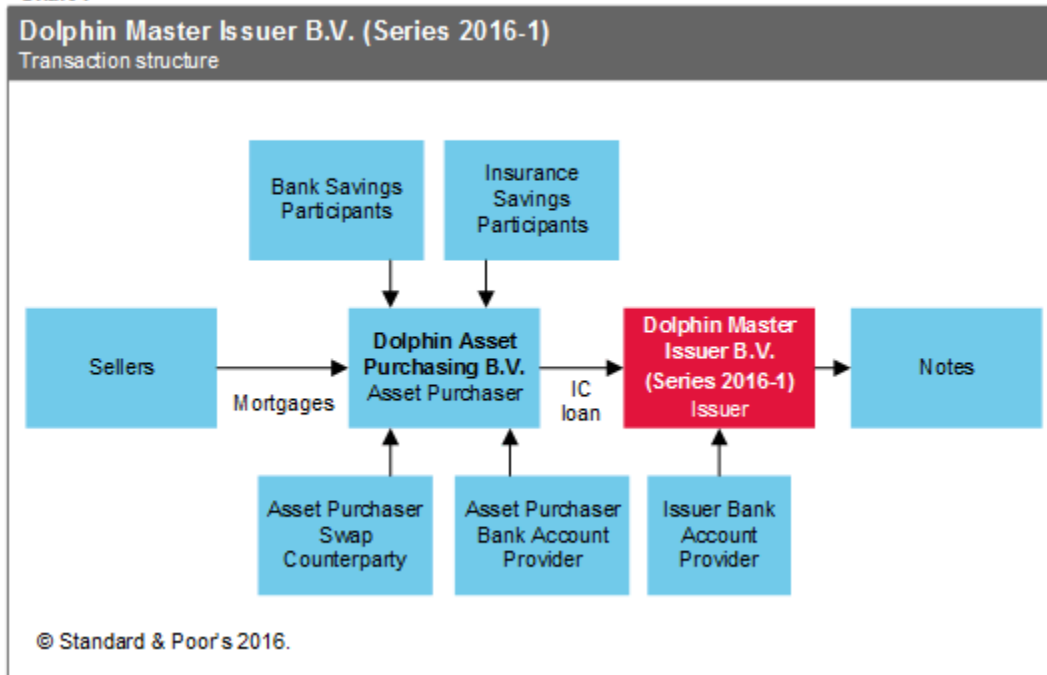 Dolphin Master Issuer B.V. (Series 2016-1)
Transaction structure
Bank Savings
Participants
Insurance
Savings
Participants
Sellers
Mortgages
Dolphin Asset
Purchasing B.V.
Asset Purchaser
IC
loan
Dolphin Master
Issuer B.V.
(Series 2016-1)
Issuer
Notes
Asset Purchaser
Swap
Counterparty
Asset Purchaser
Bank Account
Provider
Issuer Bank
Account
Provider
© Standard & Poor's 2016.